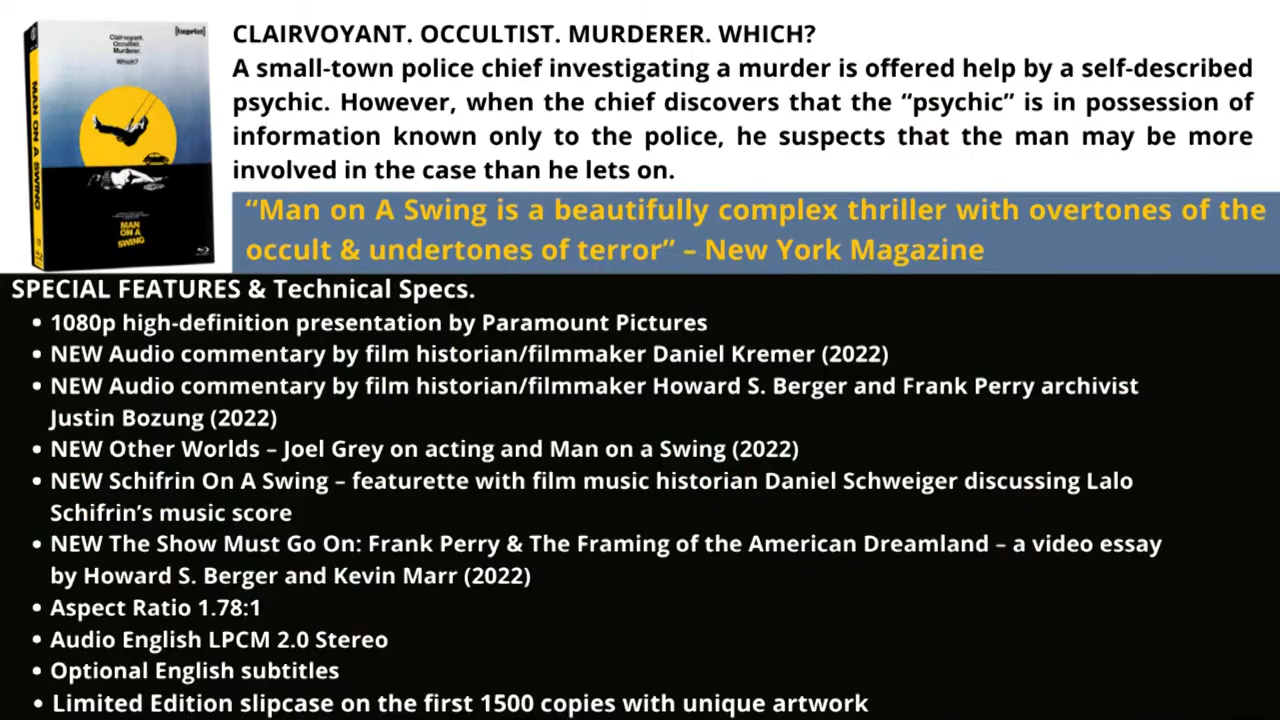 Clairvoyant.
Occultist.
Murderer.
Which?
[Imprint]
MAN ON A SWING
MAN
ON A
SWING
CLAIRVOYANT. OCCULTIST. MURDERER. WHICH?
A small-town police chief investigating a murder is offered help by a self-described
psychic. However, when the chief discovers that the “psychic” is in possession of
information known only to the police, he suspects that the man may be more
involved in the case than he lets on.
“Man on A Swing is a beautifully complex thriller with overtones of the
occult & undertones of terror” – New York Magazine
SPECIAL FEATURES & Technical Specs.
• 1080p high-definition presentation by Paramount Pictures
• NEW Audio commentary by film historian/filmmaker Daniel Kremer (2022)
• NEW Audio commentary by film historian/filmmaker Howard S. Berger and Frank Perry archivist
Justin Bozung (2022)
• NEW Other Worlds – Joel Grey on acting and Man on a Swing (2022)
• NEW Schifrin On A Swing – featurette with film music historian Daniel Schweiger discussing Lalo
Schifrin’s music score
• NEW The Show Must Go On: Frank Perry & The Framing of the American Dreamland – a video essay
by Howard S. Berger and Kevin Marr (2022)
• Aspect Ratio 1.78:1
• Audio English LPCM 2.0 Stereo
• Optional English subtitles
• Limited Edition slipcase on the first 1500 copies with unique artwork